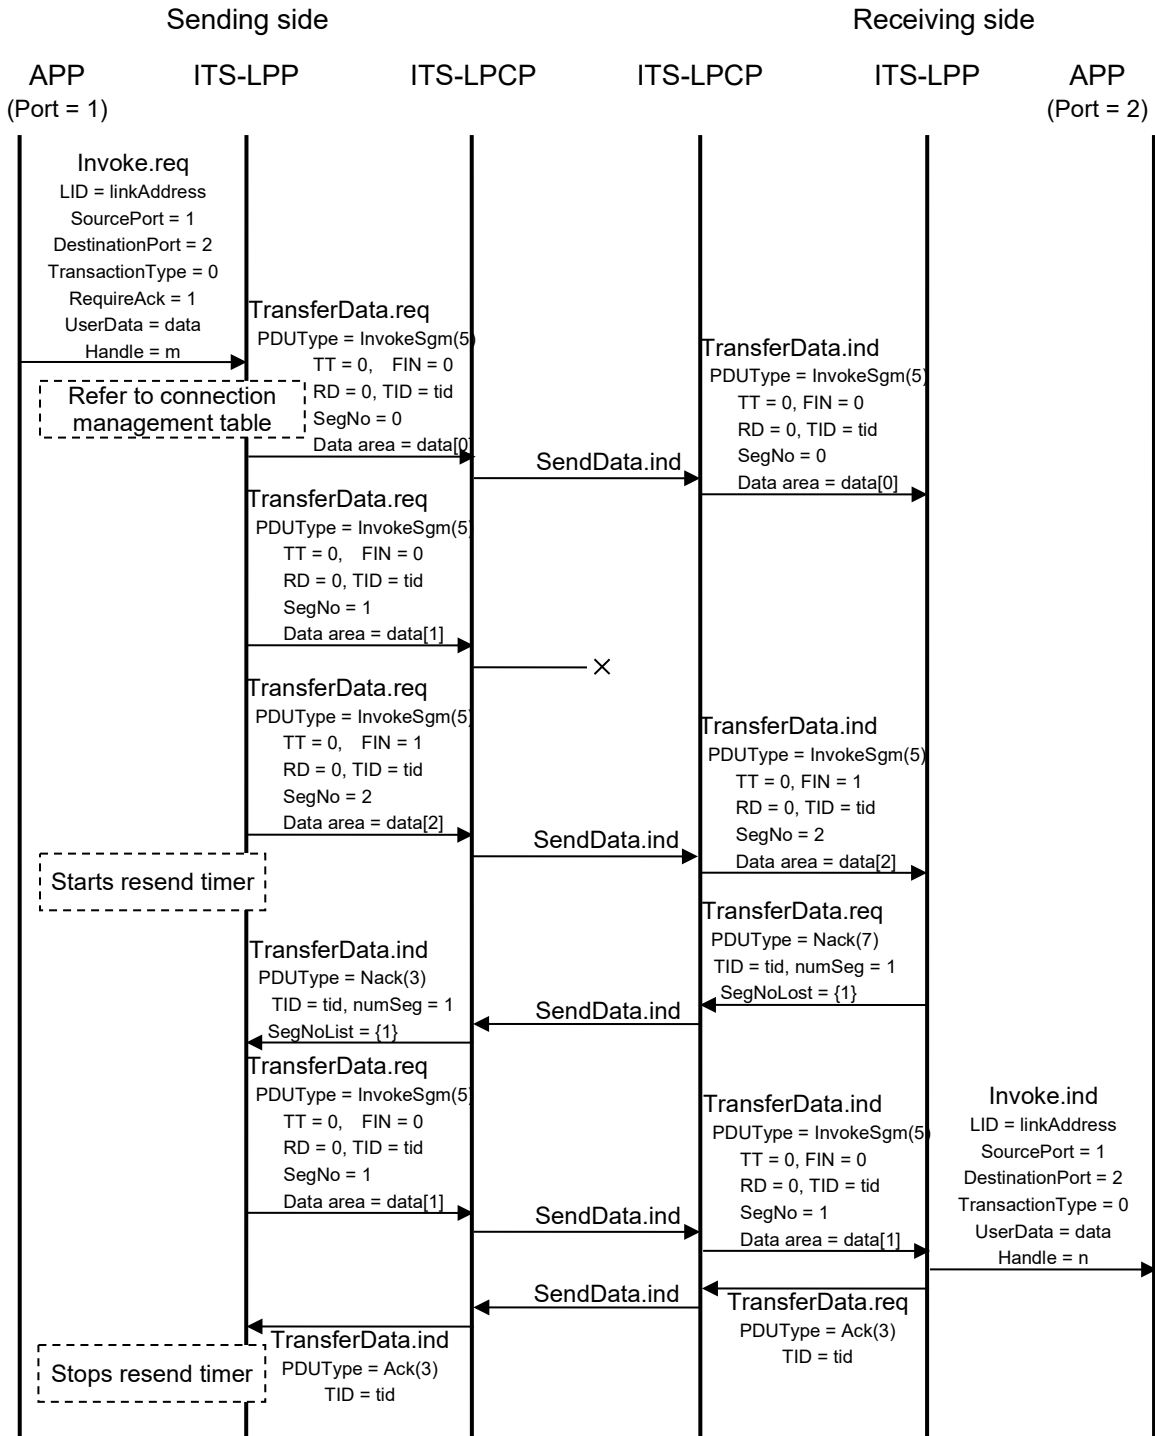 Sending side
Receiving side
APP
(Port = 1)
ITS-LPP
ITS-LPCP
ITS-LPCP
ITS-LPP
APP
(Port = 2)
Invoke.req
LID = linkAddress
SourcePort = 1
DestinationPort = 2
TransactionType = 0
RequireAck = 1
UserData = data
Handle = m
Refer to connection
management table
TransferData.req
PDUType = InvokeSgm(5)
TT = 0, FIN = 0
RD = 0, TID = tid
SegNo = 0
Data area = data[0]
SendData.ind
TransferData.ind
PDUType = InvokeSgm(5)
TT = 0, FIN = 0
RD = 0, TID = tid
SegNo = 0
Data area = data[0]
TransferData.req
PDUType = InvokeSgm(5)
TT = 0, FIN = 0
RD = 0, TID = tid
SegNo = 1
Data area = data[1]
TransferData.req
PDUType = InvokeSgm(5)
TT = 0, FIN = 1
RD = 0, TID = tid
SegNo = 2
Data area = data[2]
SendData.ind
TransferData.ind
PDUType = InvokeSgm(5)
TT = 0, FIN = 1
RD = 0, TID = tid
SegNo = 2
Data area = data[2]
Starts resend timer
TransferData.req
PDUType = Nack(7)
TID = tid, numSeg = 1
SegNoLost = {1}
SendData.ind
TransferData.ind
PDUType = Nack(3)
TID = tid, numSeg = 1
SegNoList = {1}
TransferData.req
PDUType = InvokeSgm(5)
TT = 0, FIN = 0
RD = 0, TID = tid
SegNo = 1
Data area = data[1]
SendData.ind
TransferData.ind
PDUType = InvokeSgm(5)
TT = 0, FIN = 0
RD = 0, TID = tid
SegNo = 1
Data area = data[1]
Invoke.ind
LID = linkAddress
SourcePort = 1
DestinationPort = 2
TransactionType = 0
UserData = data
Handle = n
SendData.ind
TransferData.req
PDUType = Ack(3)
TID = tid
TransferData.ind
PDUType = Ack(3)
TID = tid
Stops resend timer